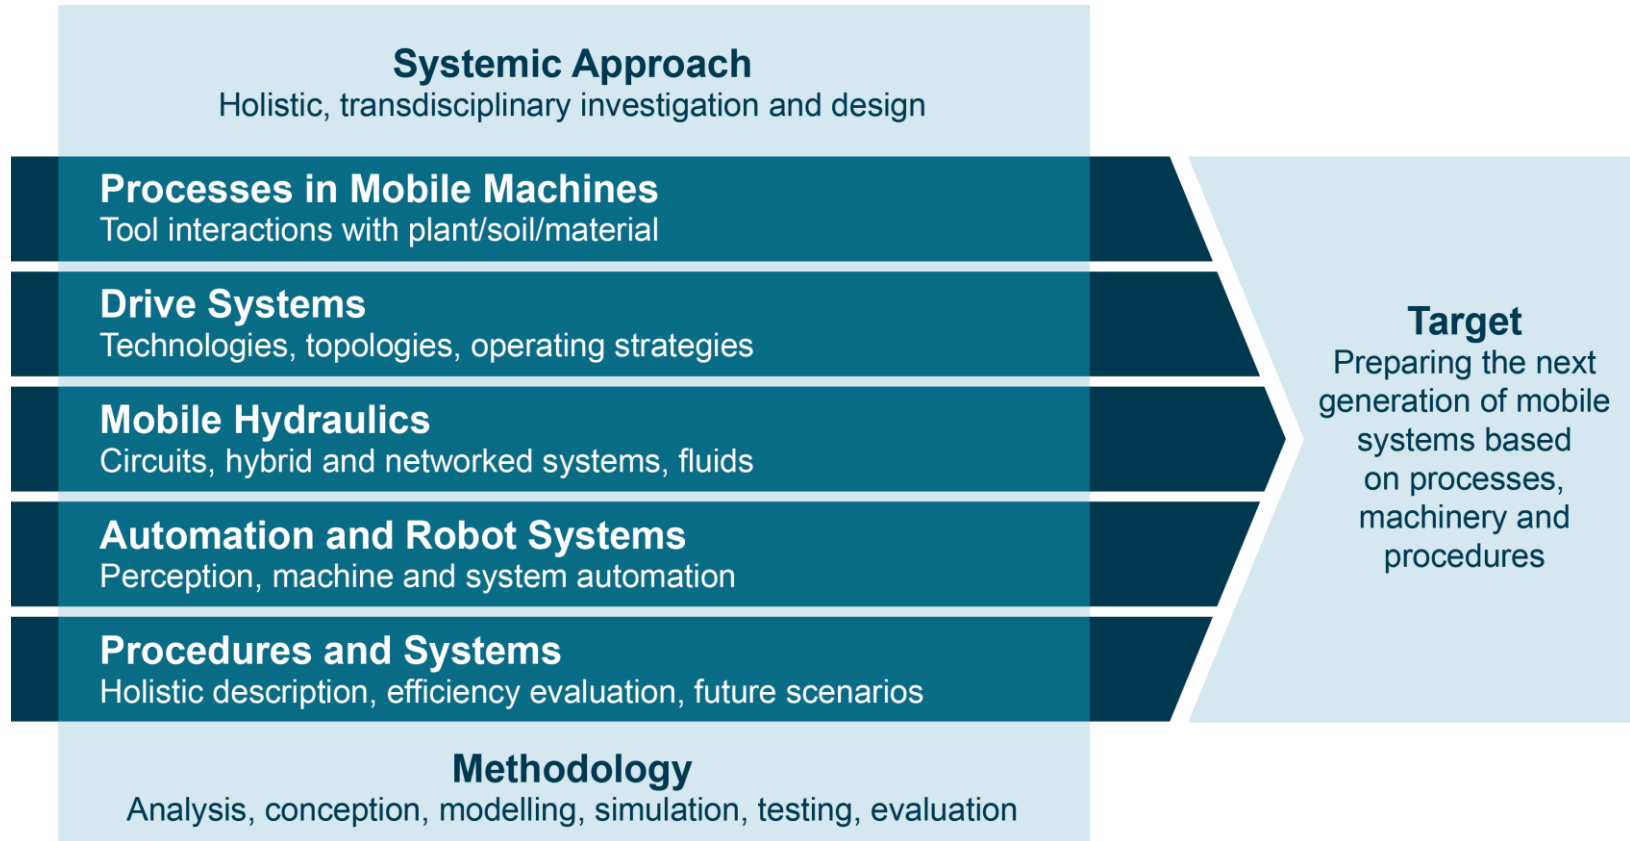 Systemic Approach
Holistic, transdisciplinary investigation and design
Processes in Mobile Machines
Tool interactions with plant/soil/material
Drive Systems
Technologies, topologies, operating strategies
Mobile Hydraulics
Circuits, hybrid and networked systems, fluids
Automation and Robot Systems
Perception, machine and system automation
Procedures and Systems
Holistic description, efficiency evaluation, future scenarios
Methodology
Analysis, conception, modelling, simulation, testing, evaluation
Target
Preparing the next
generation of mobile
systems based
on processes,
machinery and
procedures